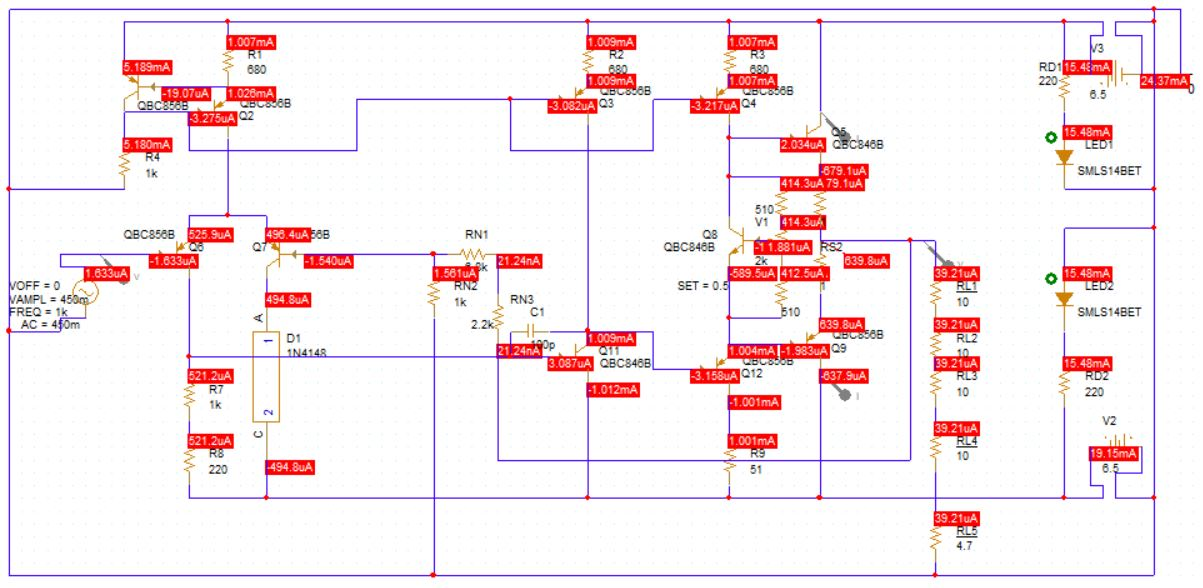 1.007mA
R1
680
5.189mA
-19.07uA
1.026mA
QBC856B
QBC856B
-3.275uA
Q2
5.180mA
R4
1k
1.009mA
R2
680
1.009mA
QBC856B
-3.082uA
Q3
1.007mA
R3
680
1.007mA
QBC856B
-3.217uA
Q4
Q5
2.034uA
QBC846B
-679.1uA
414.3uA
79.1uA
510
V1
414.3uA
Q8
QBC846B
-1
1.881uA
RS2
2k
639.8uA
-589.5uA
412.5uA
1
SET = 0.5
510
V3
RD1
15.48mA
220
6.5
24.37mA
0
15.48mA
LED1
SMLS14BET
QBC856B
525.9uA
Q6
-1.633uA
496.4uA
56B
Q7
-1.540uA
1.633uA
V
VOFF = 0
VAMPL = 450m
FREQ = 1k
AC = 450m
494.8uA
A
1
D1
1N4148
2
C
-494.8uA
RN1
21.24nA
1.561uA
RN2
1k
RN3
2.2k
C1
100p
21.24nA
1.009mA
Q11
3.087uA
QBC846B
-1.012mA
639.8uA
QBC856B
1.004mA
-1.983uA
QBC856B
Q9
-3.158uA
Q12
-637.9uA
-1.001mA
1.001mA
R9
51
521.2uA
R7
1k
521.2uA
R8
220
39.21uA
RL1
10
39.21uA
RL2
10
39.21uA
RL3
10
39.21uA
RL4
10
39.21uA
RL5
4.7
15.48mA
LED2
SMLS14BET
15.48mA
RD2
220
V2
19.15mA
6.5